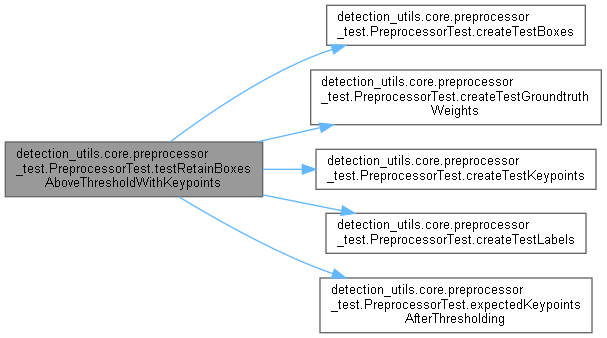 detection_utils.core.preprocessor
_test.PreprocessorTest.testRetainBoxes
AboveThresholdWithKeypoints
detection_utils.core.preprocessor
_test.PreprocessorTest.createTestBoxes
detection_utils.core.preprocessor
_test.PreprocessorTest.createTestGroundtruth
Weights
detection_utils.core.preprocessor
_test.PreprocessorTest.createTestKeypoints
detection_utils.core.preprocessor
_test.PreprocessorTest.createTestLabels
detection_utils.core.preprocessor
_test.PreprocessorTest.expectedKeypoints
AfterThresholding